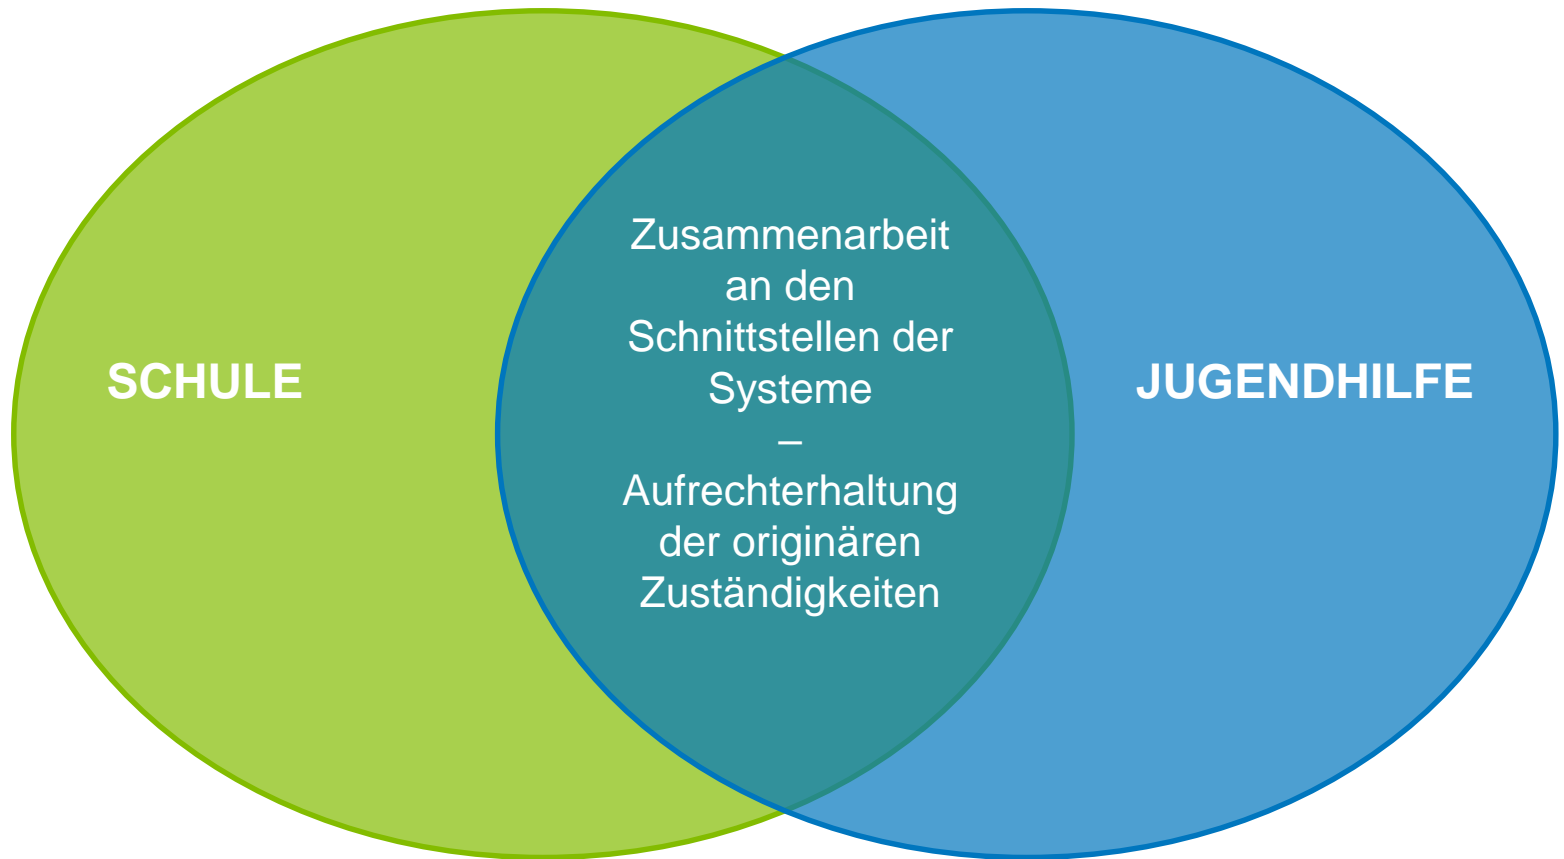 SCHULE
Zusammenarbeit
an den
Schnittstellen der
Systeme
–
Aufrechterhaltung
der originären
Zuständigkeiten
JUGENDHILFE